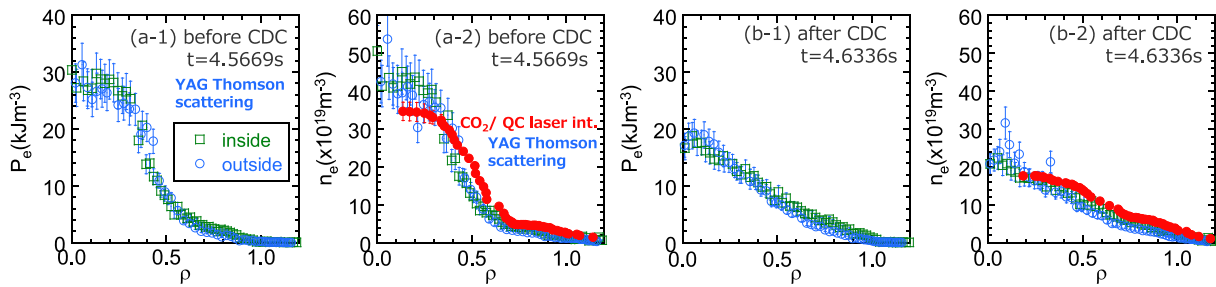 (a-1) before CDC
t=4.5669s
YAG Thomson
scattering
inside
outside
P_e(kJm^-3)
40
30
20
10
0
0.0
0.5
1.0
ρ
(a-2) before CDC
t=4.5669s
CO2/ QC laser int.
YAG Thomson
scattering
n_e(x10^19m^-3)
60
50
40
30
20
10
0
0.0
0.5
1.0
ρ
(b-1) after CDC
t=4.6336s
P_e(kJm^-3)
40
30
20
10
0
0.0
0.5
1.0
ρ
(b-2) after CDC
t=4.6336s
n_e(x10^19m^-3)
60
50
40
30
20
10
0
0.0
0.5
1.0
ρ